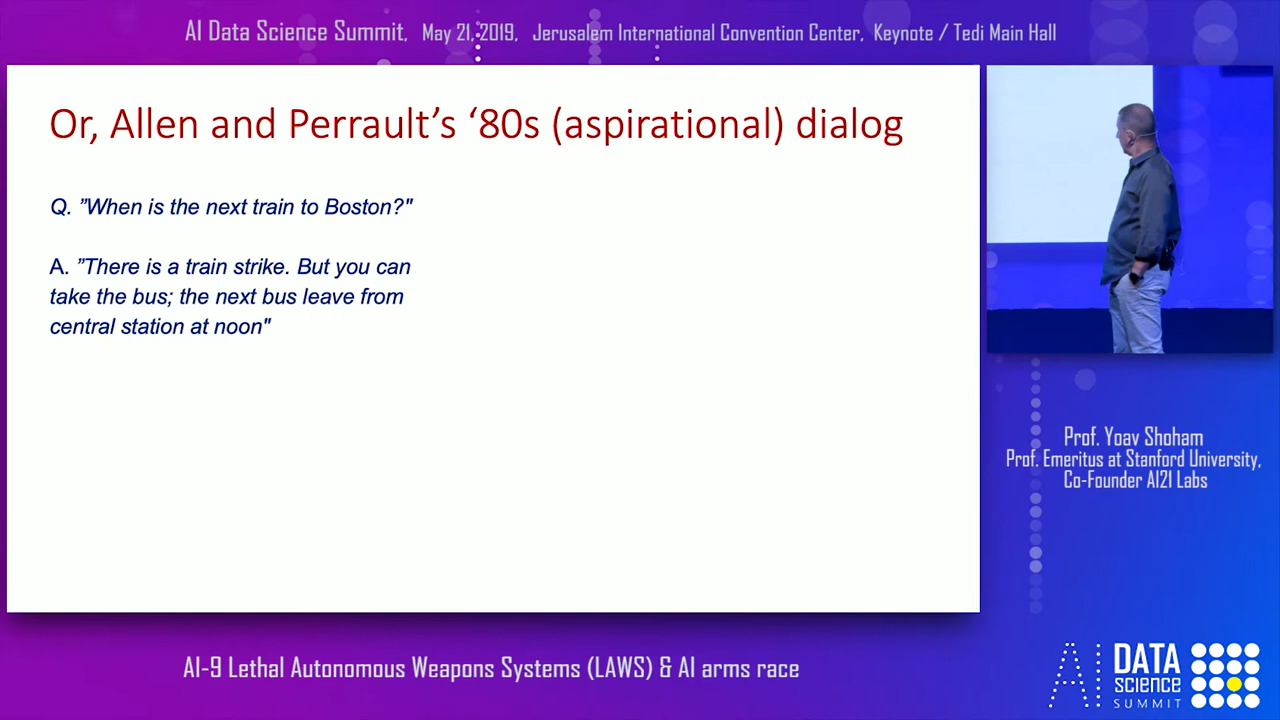 AI Data Science Summit, May 21, 2019, Jerusalem International Convention Center, Keynote / Tedi Main Hall
Or, Allen and Perrault’s ‘80s (aspirational) dialog
Q. ”When is the next train to Boston?"
A. ”There is a train strike. But you can
take the bus; the next bus leave from
central station at noon"
Prof. Yoav Shoham
Prof. Emeritus at Stanford University,
Co-Founder AI21 Labs
AI-9 Lethal Autonomous Weapons Systems (LAWS) & AI arms race
AI DATA
SCIENCE
SUMMIT